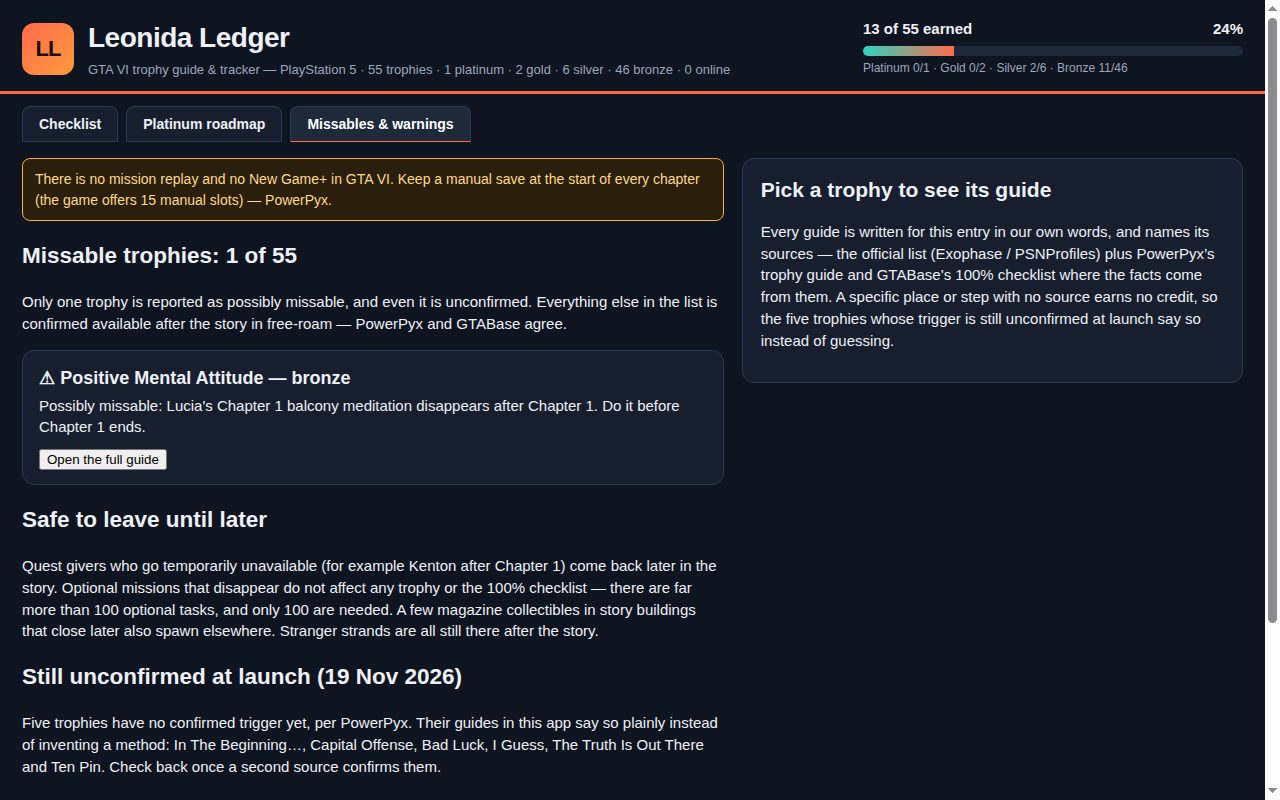 LL
Leonida Ledger
GTA VI trophy guide & tracker — PlayStation 5 · 55 trophies · 1 platinum · 2 gold · 6 silver · 46 bronze · 0 online
13 of 55 earned
24%
Platinum 0/1 · Gold 0/2 · Silver 2/6 · Bronze 11/46
Checklist
Platinum roadmap
Missables & warnings
There is no mission replay and no New Game+ in GTA VI. Keep a manual save at the start of every chapter
(the game offers 15 manual slots) — PowerPyx.
Missable trophies: 1 of 55
Only one trophy is reported as possibly missable, and even it is unconfirmed. Everything else in the list is
confirmed available after the story in free-roam — PowerPyx and GTABase agree.
⚠ Positive Mental Attitude — bronze
Possibly missable: Lucia's Chapter 1 balcony meditation disappears after Chapter 1. Do it before
Chapter 1 ends.
Open the full guide
Safe to leave until later
Quest givers who go temporarily unavailable (for example Kenton after Chapter 1) come back later in the
story. Optional missions that disappear do not affect any trophy or the 100% checklist — there are far
more than 100 optional tasks, and only 100 are needed. A few magazine collectibles in story buildings
that close later also spawn elsewhere. Stranger strands are all still there after the story.
Still unconfirmed at launch (19 Nov 2026)
Five trophies have no confirmed trigger yet, per PowerPyx. Their guides in this app say so plainly instead
of inventing a method: In The Beginning…, Capital Offense, Bad Luck, I Guess, The Truth Is Out There
and Ten Pin. Check back once a second source confirms them.
Pick a trophy to see its guide
Every guide is written for this entry in our own words, and names its
sources — the official list (Exophase / PSNProfiles) plus PowerPyx’s
trophy guide and GTABase’s 100% checklist where the facts come
from them. A specific place or step with no source earns no credit, so
the five trophies whose trigger is still unconfirmed at launch say so
instead of guessing.